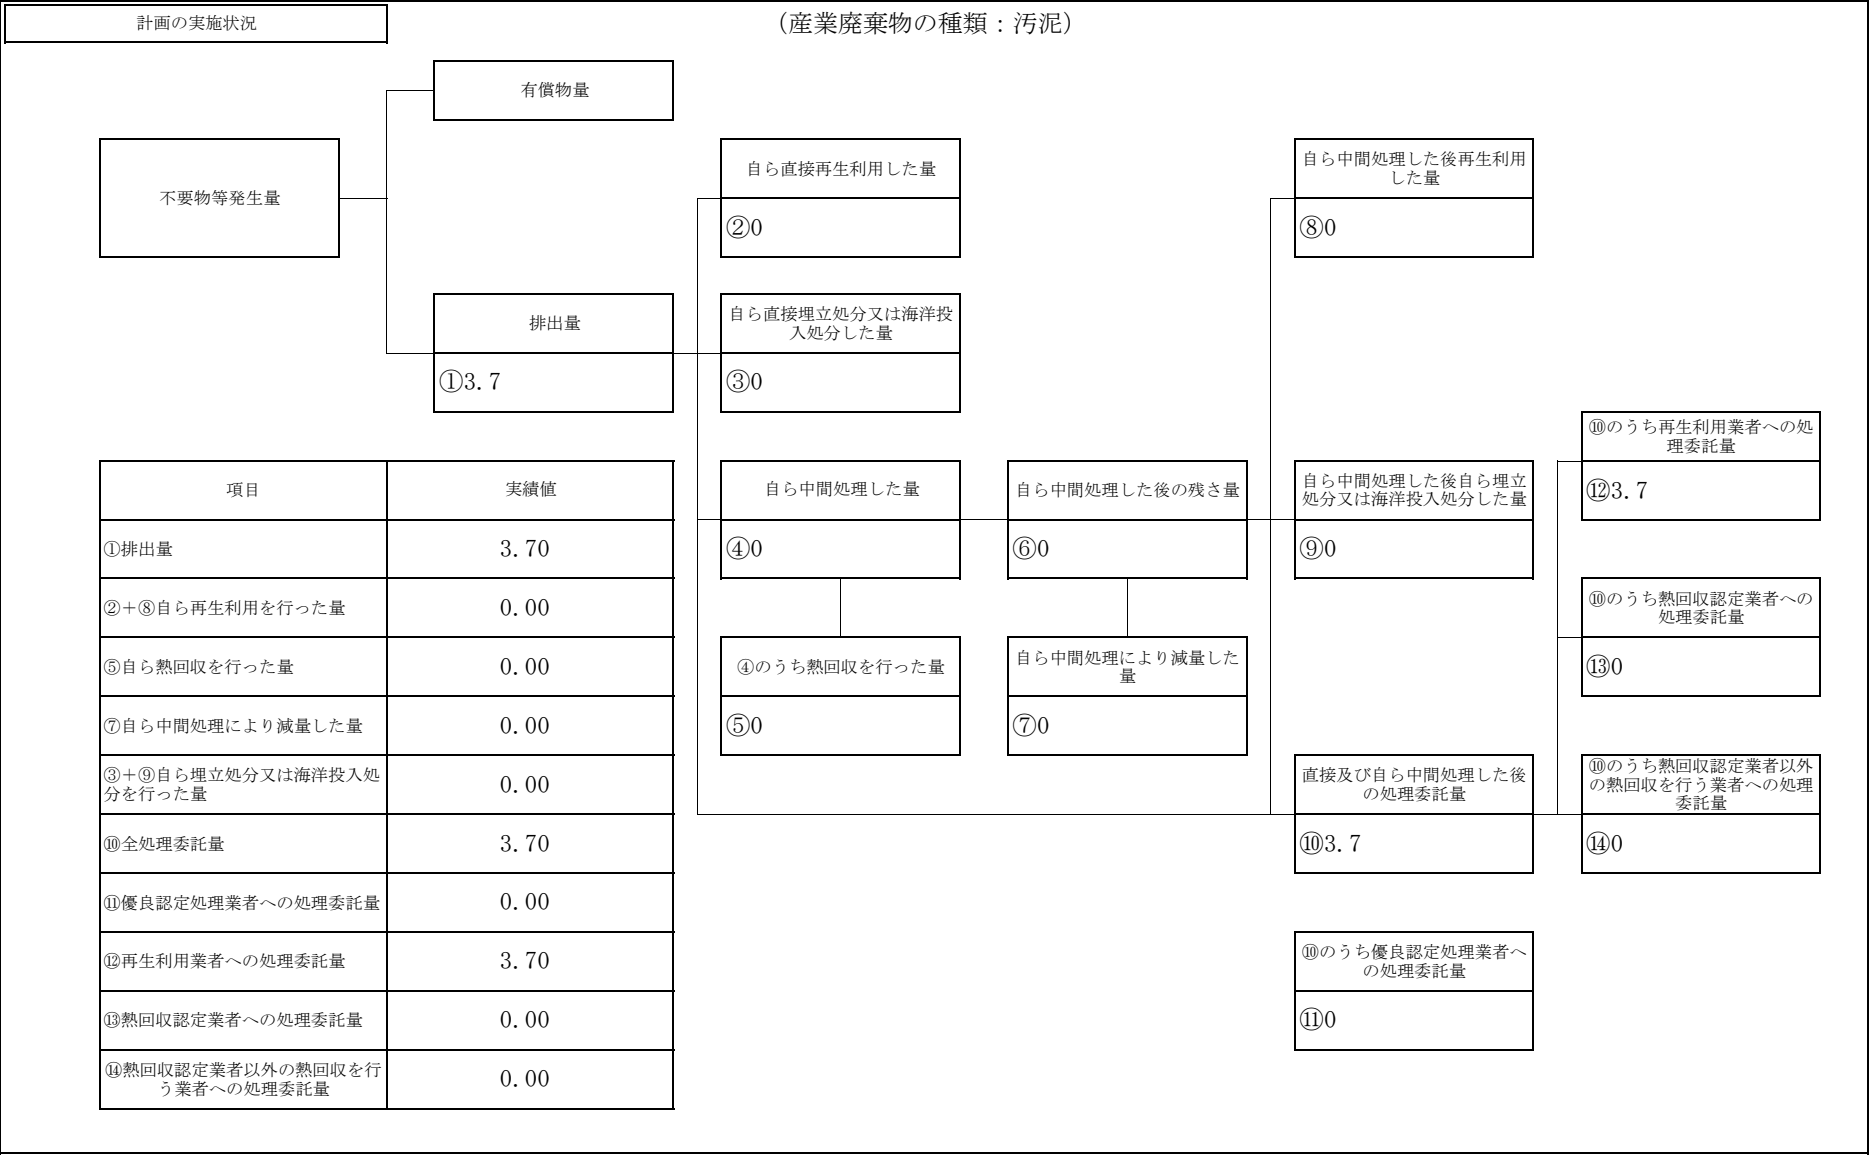 計画の実施状況
（産業廃棄物の種類：汚泥）
有償物量
不要物等発生量
自ら直接再生利用した量
②0
自ら中間処理した後再生利用
した量
⑧0
排出量
①3.7
自ら直接埋立処分又は海洋投
入処分した量
③0
⑩のうち再生利用業者への処
理委託量
⑫3.7
自ら中間処理した量
④0
自ら中間処理した後の残さ量
⑥0
自ら中間処理した後自ら埋立
処分又は海洋投入処分した量
⑨0
⑩のうち熱回収認定業者への
処理委託量
⑬0
④のうち熱回収を行った量
⑤0
自ら中間処理により減量した
量
⑦0
直接及び自ら中間処理した後
の処理委託量
⑩3.7
⑩のうち熱回収認定業者以外
の熱回収を行う業者への処理
委託量
⑭0
⑩のうち優良認定処理業者へ
の処理委託量
⑪0
項目 実績値
①排出量 3.70
②＋⑧自ら再生利用を行った量 0.00
⑤自ら熱回収を行った量 0.00
⑦自ら中間処理により減量した量 0.00
③＋⑨自ら埋立処分又は海洋投入処
分を行った量 0.00
⑩全処理委託量 3.70
⑪優良認定処理業者への処理委託量 0.00
⑫再生利用業者への処理委託量 3.70
⑬熱回収認定業者への処理委託量 0.00
⑭熱回収認定業者以外の熱回収を行
う業者への処理委託量 0.00